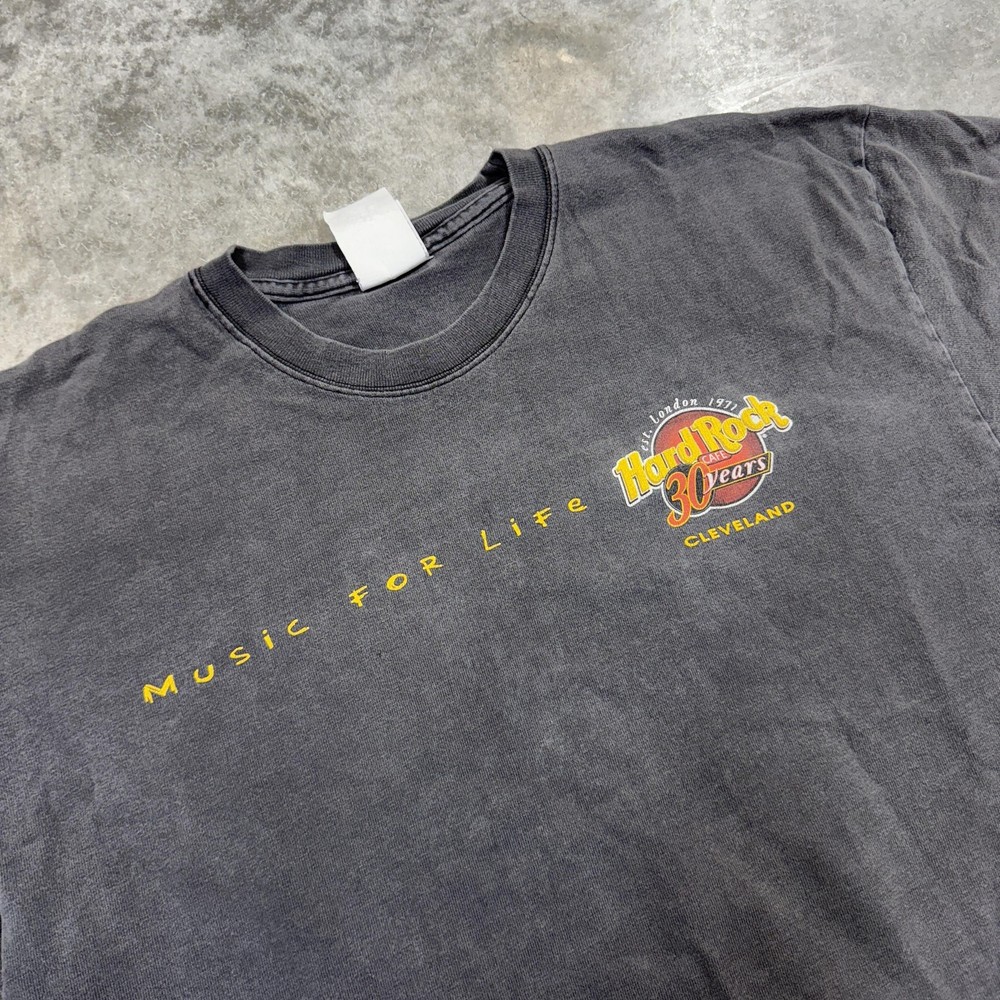 est. London 1971
Hard Rock
CAFE
30 years
CLEVELAND
Music FOR LiFe